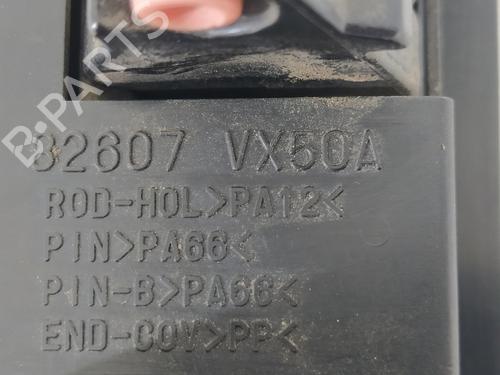 B-PARTS
82607 VX50A
ROD-HOL>PA12<
PIN>PA66<
PIN-B>PA66<
END-COV>PP<